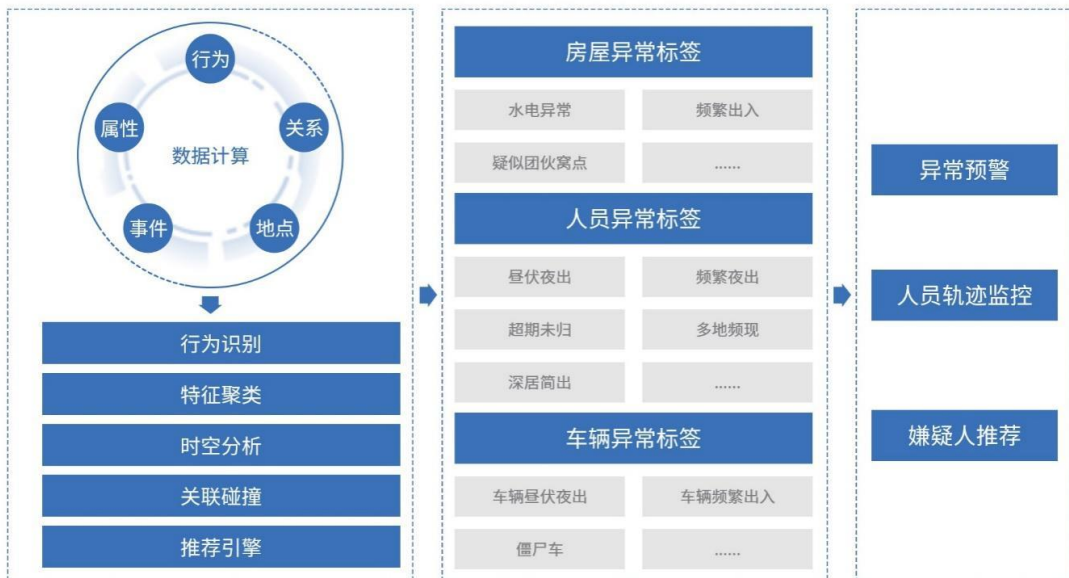 行为
属性
关系
数据计算
事件
地点
行为识别
特征聚类
时空分析
关联碰撞
推荐引擎
房屋异常标签
水电异常
频繁出入
疑似团伙窝点
......
人员异常标签
昼伏夜出
频繁夜出
超期未归
多地频现
深居简出
......
车辆异常标签
车辆昼伏夜出
车辆频繁出入
僵尸车
......
异常预警
人员轨迹监控
嫌疑人推荐